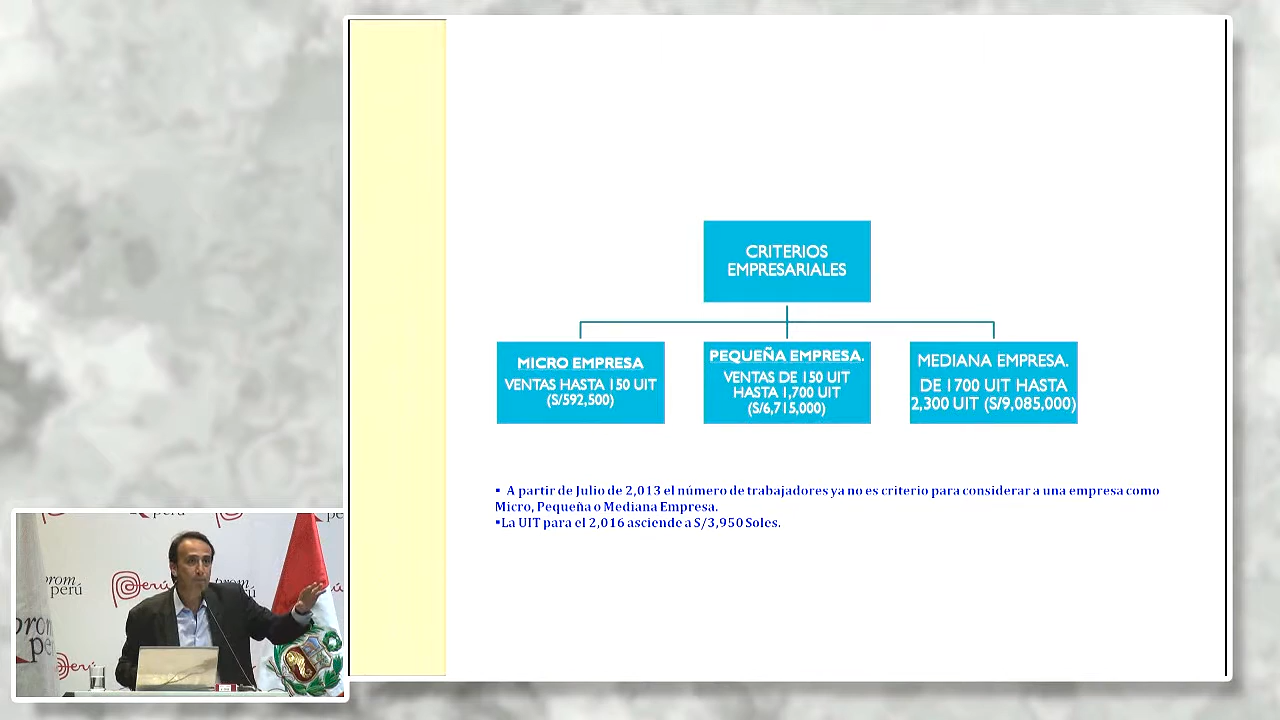 CRITERIOS
EMPRESARIALES
MICRO EMPRESA
VENTAS HASTA 150 UIT
(S/592,500)
PEQUEÑA EMPRESA.
VENTAS DE 150 UIT
HASTA 1,700 UIT
(S/6,715,000)
MEDIANA EMPRESA.
DE 1700 UIT HASTA
2,300 UIT (S/9,085,000)
▪ A partir de Julio de 2,013 el número de trabajadores ya no es criterio para considerar a una empresa como
Micro, Pequeña o Mediana Empresa.
▪La UIT para el 2,016 asciende a S/3,950 Soles.
prom
perú
Perú